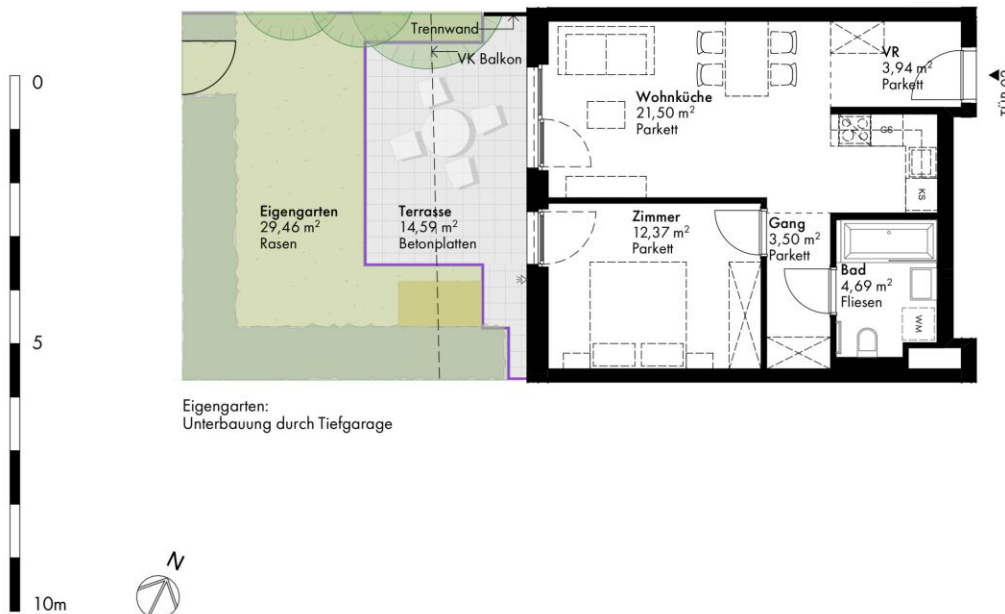 Trennwand
VK Balkon
0
VR
3,94 m²
Parkett
Wohnküche
21,50 m²
Parkett
GS
KS
Eigengarten
29,46 m²
Rasen
Terrasse
14,59 m²
Betonplatten
Zimmer
12,37 m²
Parkett
Gang
3,50 m²
Parkett
Bad
4,69 m²
Fliesen
WM
5
Eigengarten:
Unterbauung durch Tiefgarage
N
10m